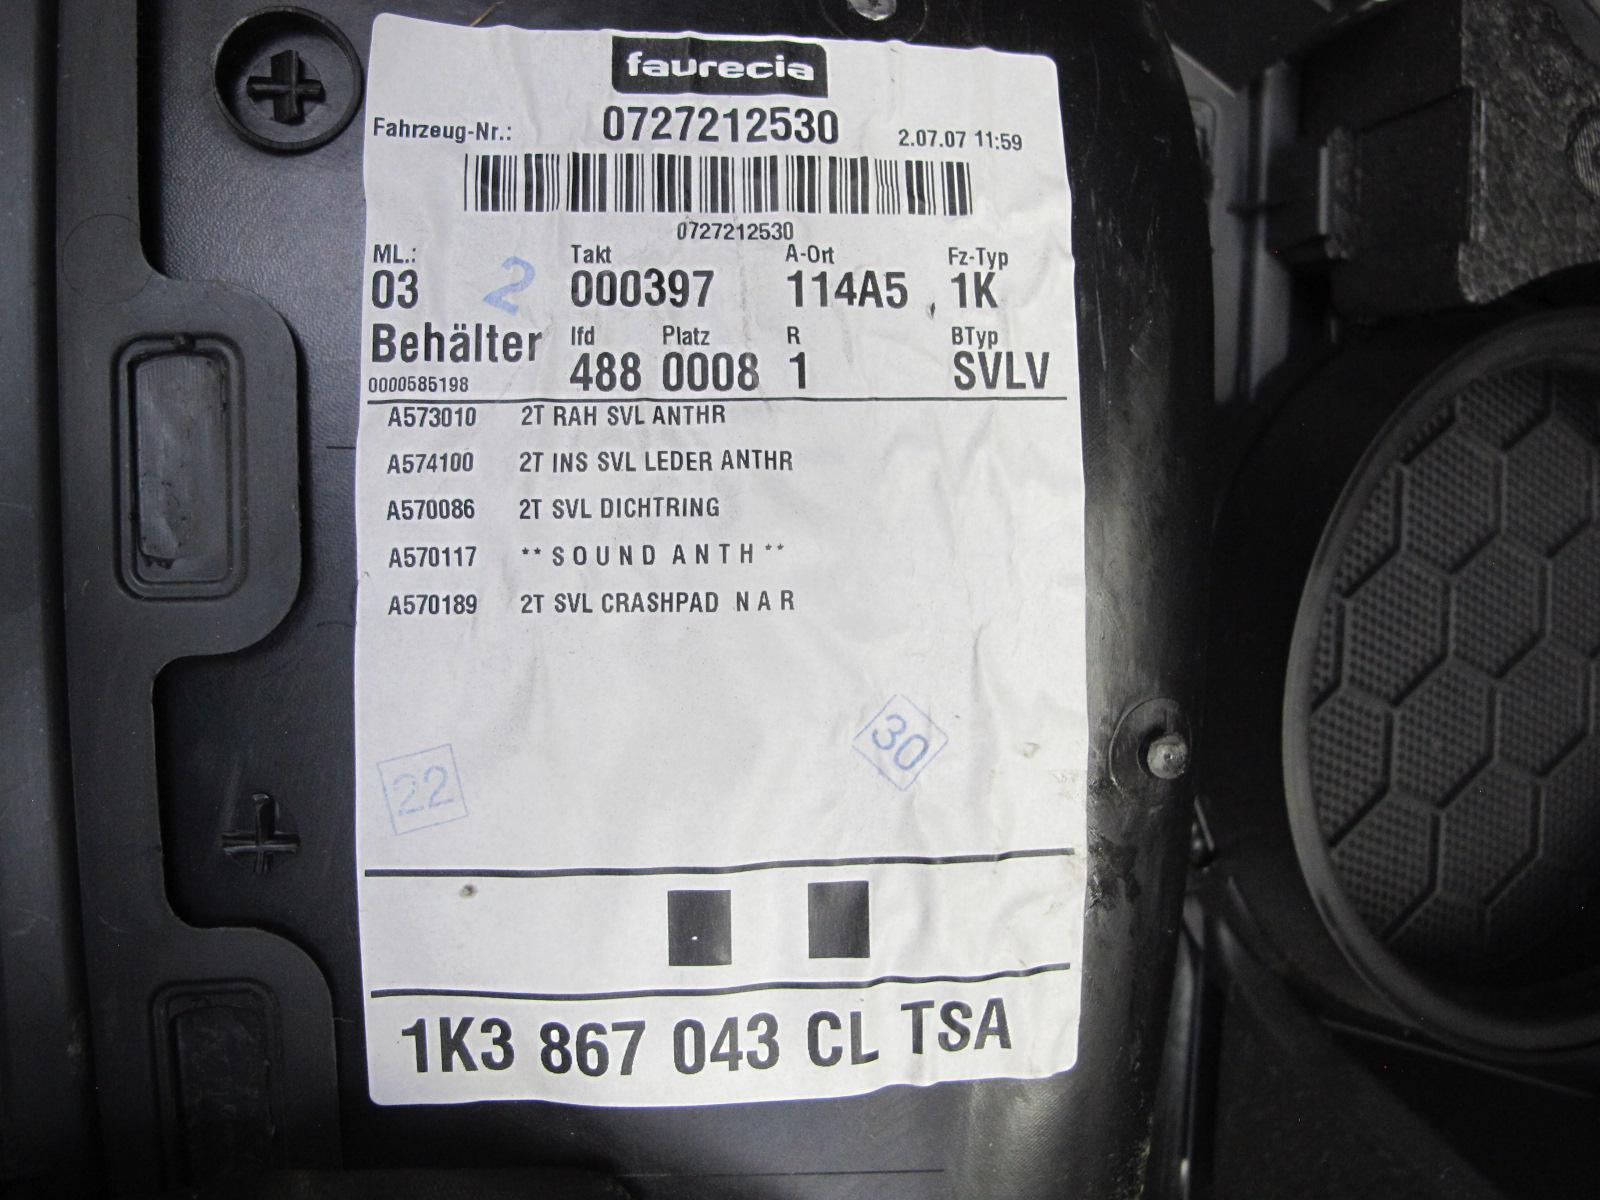 faurecia
Fahrzeug-Nr.: 0727212530 2.07.07 11:59
0727212530
ML.: Takt A-Ort Fz-Typ
03 2 000397 114A5 1K
Behälter lfd Platz R BTyp
0000585198 488 0008 1 SVLV
A573010 2T RAH SVL ANTHR
A574100 2T INS SVL LEDER ANTHR
A570086 2T SVL DICHTRING
A570117 ** S O U N D A N T H **
A570189 2T SVL CRASHPAD N A R
30
22
1K3 867 043 CL TSA